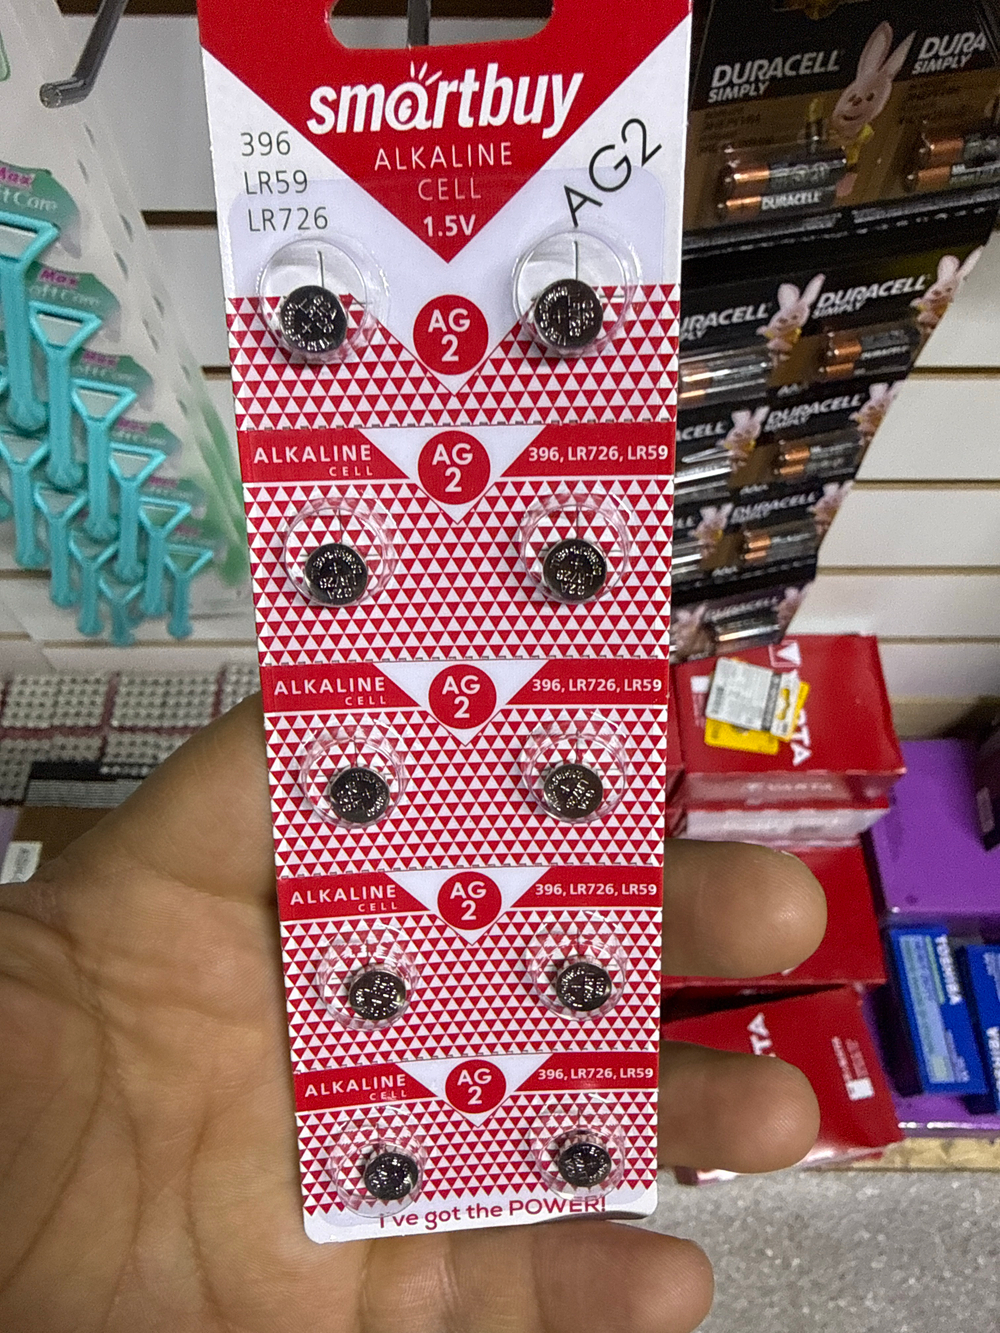 smartbuy
396
LR59
LR726
ALKALINE
CELL
1.5V
AG2
AG
2
ALKALINE
CELL
AG
2
396, LR726, LR59
ALKALINE
CELL
AG
2
396, LR726, LR59
ALKALINE
CELL
AG
2
396, LR726, LR59
ALKALINE
CELL
AG
2
396, LR726, LR59
I've got the POWER!
DURACELL
SIMPLY
DURA
SIMPLY
DURACELL
DURACELL
DURACELL
Max
Max
TOSHIBA